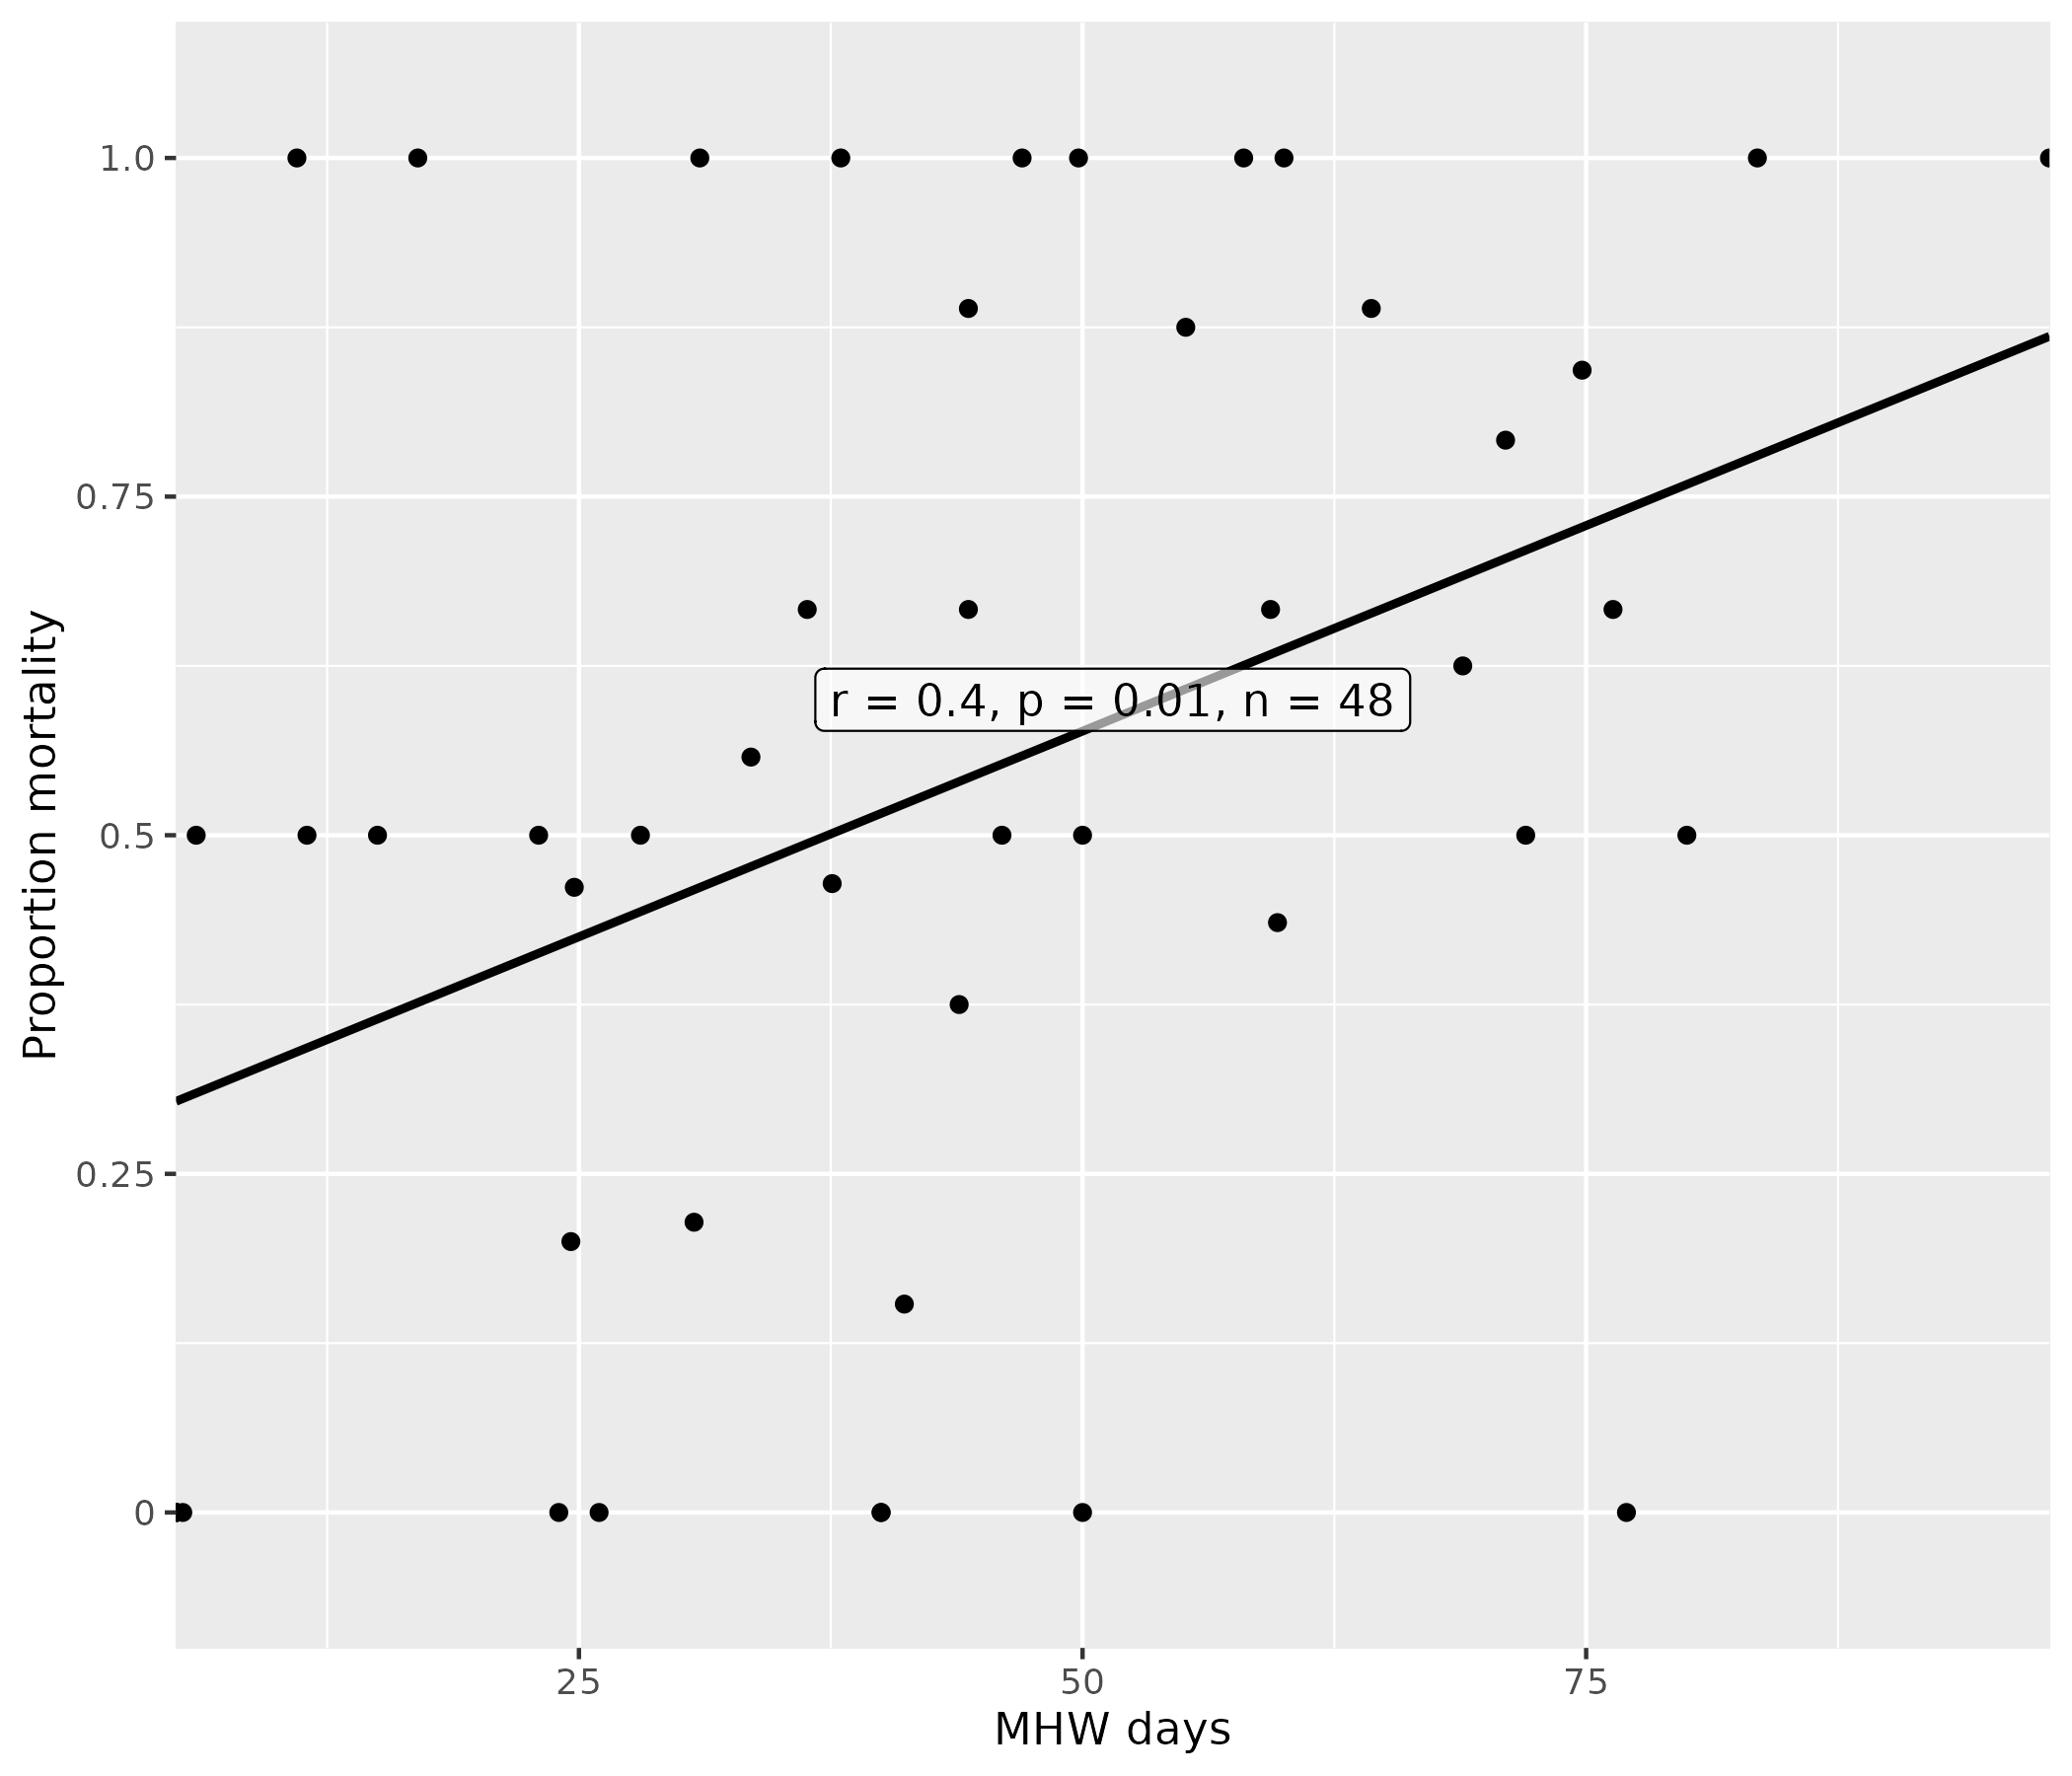 1.0
0.75
0.5
0.25
0
Proportion mortality
r = 0.4, p = 0.01, n = 48
25
50
75
MHW days